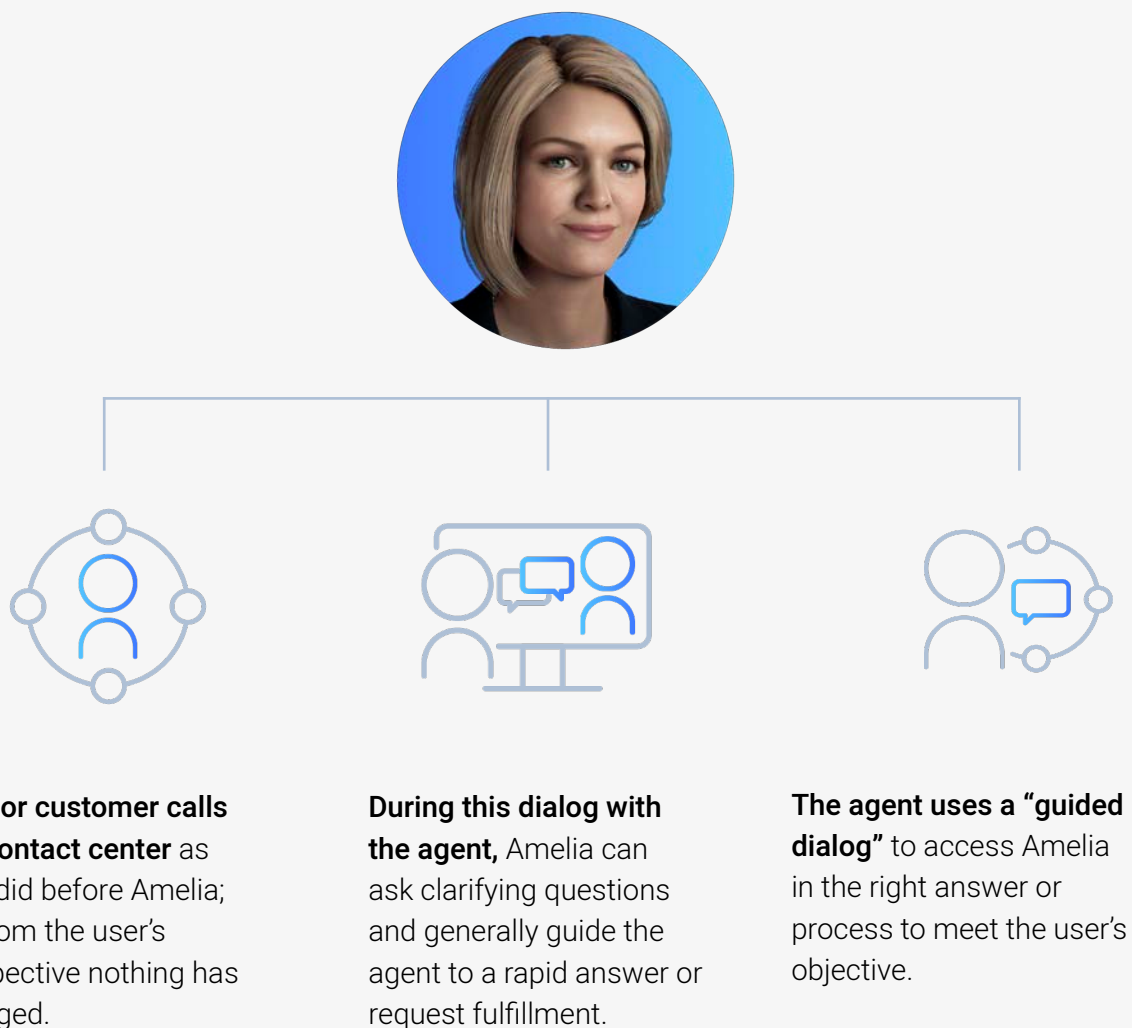 or customer calls
ontact center as
did before Amelia;
om the user's
pective nothing has
ged.
During this dialog with
the agent, Amelia can
ask clarifying questions
and generally guide the
agent to a rapid answer or
request fulfillment.
The agent uses a “guided
dialog” to access Amelia
in the right answer or
process to meet the user's
objective.